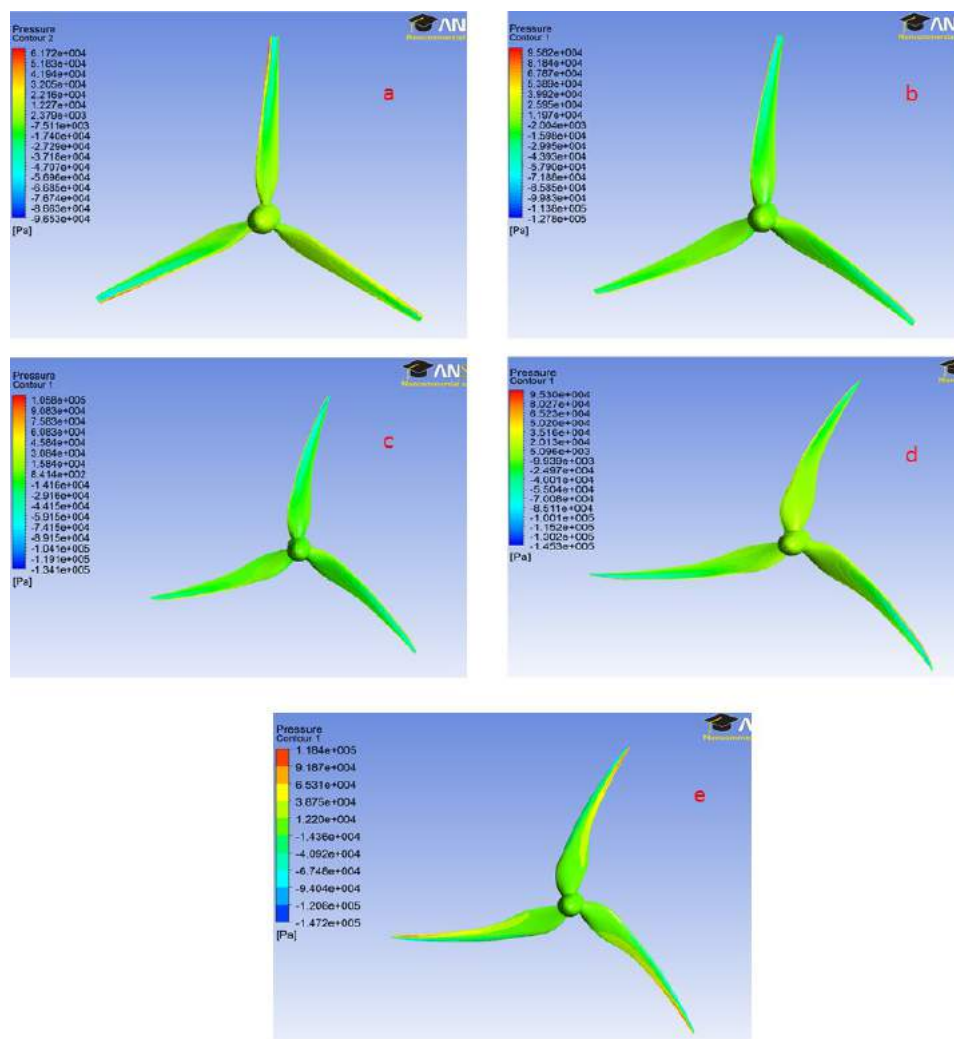 Pressure
Contour 2
6.172e+004
5.183e+004
4.194e+004
3.205e+004
2.216e+004
1.227e+004
2.379e+003
-7.511e+003
-1.740e+004
-2.729e+004
-3.718e+004
-4.707e+004
-5.696e+004
-6.685e+004
-7.674e+004
-8.663e+004
-9.653e+004
[Pa]
AN
Noncommercial
a
Pressure
Contour 1
9.582e+004
8.184e+004
6.787e+004
5.389e+004
3.992e+004
2.595e+004
1.197e+004
-2.004e+003
-1.598e+004
-2.995e+004
-4.393e+004
-5.790e+004
-7.188e+004
-8.585e+004
-9.983e+004
-1.138e+005
-1.278e+005
[Pa]
AN
Noncommercial
b
Pressure
Contour 1
1.058e+005
9.083e+004
7.583e+004
6.083e+004
4.584e+004
3.084e+004
1.584e+004
8.414e+002
-1.416e+004
-2.916e+004
-4.415e+004
-5.915e+004
-7.415e+004
-8.915e+004
-1.041e+005
-1.191e+005
-1.341e+005
[Pa]
c
Pressure
Contour 1
9.530e+004
8.027e+004
6.523e+004
5.020e+004
3.516e+004
2.013e+004
5.096e+003
-9.939e+003
-2.497e+004
-4.001e+004
-5.504e+004
-7.008e+004
-8.511e+004
-1.001e+005
-1.152e+005
-1.302e+005
-1.453e+005
[Pa]
d
Pressure
Contour 1
1.184e+005
9.187e+004
6.531e+004
3.875e+004
1.220e+004
-1.436e+004
-4.092e+004
-6.748e+004
-9.404e+004
-1.206e+005
-1.472e+005
[Pa]
AN
e